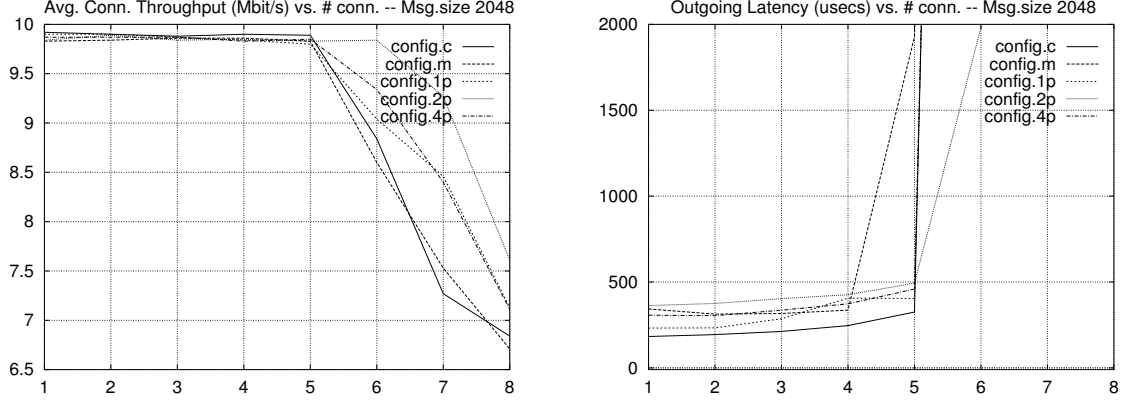 Avg. Conn. Throughput (Mbit/s) vs. # conn. -- Msg.size 2048
10
9.5
9
8.5
8
7.5
7
6.5
1 2 3 4 5 6 7 8
config.c
config.m
config.1p
config.2p
config.4p
Outgoing Latency (usecs) vs. # conn. -- Msg.size 2048
2000
1500
1000
500
0
1 2 3 4 5 6 7 8
config.c
config.m
config.1p
config.2p
config.4p